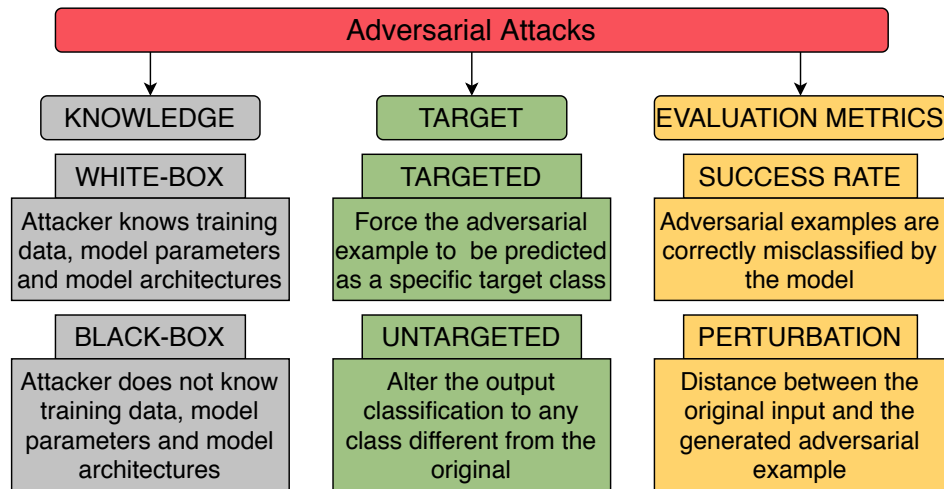 Adversarial Attacks
KNOWLEDGE
WHITE-BOX
Attacker knows training
data, model parameters
and model architectures
BLACK-BOX
Attacker does not know
training data, model
parameters and model
architectures
TARGET
TARGETED
Force the adversarial
example to be predicted
as a specific target class
UNTARGETED
Alter the output
classification to any
class different from the
original
EVALUATION METRICS
SUCCESS RATE
Adversarial examples are
correctly misclassified by
the model
PERTURBATION
Distance between the
original input and the
generated adversarial
example